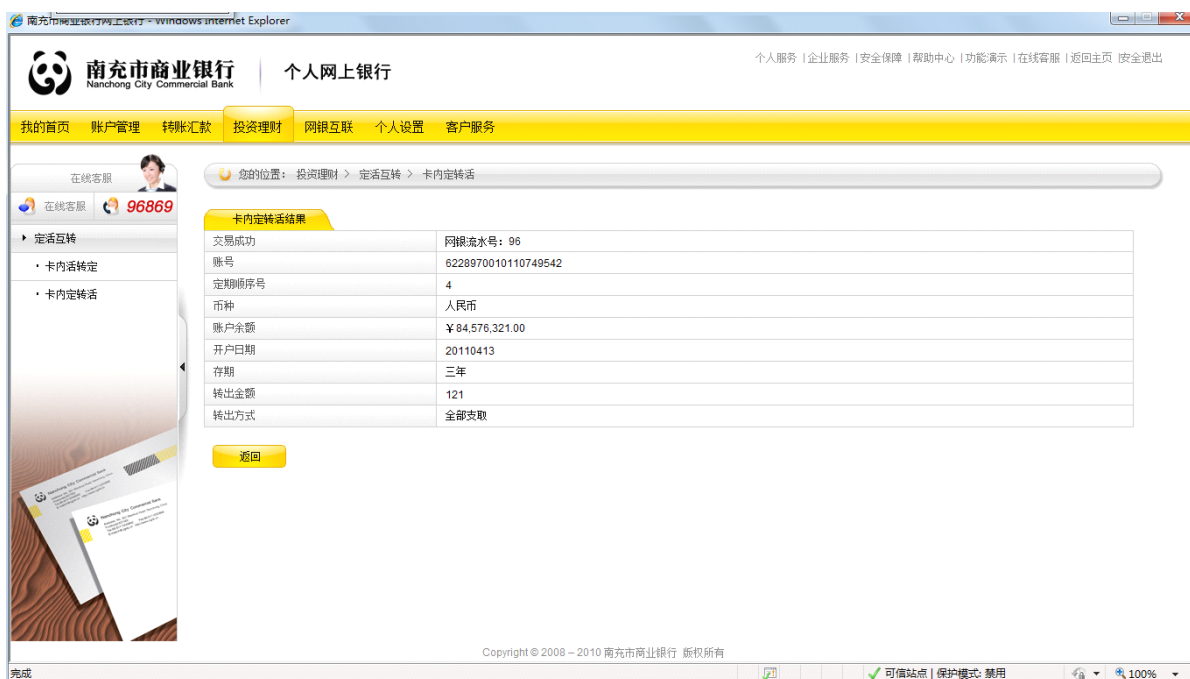 南充市商业银行网上银行 - Windows Internet Explorer
南充市商业银行 个人网上银行
Nanchong City Commercial Bank
个人服务 | 企业服务 | 安全保障 | 帮助中心 | 功能演示 | 在线客服 | 返回主页 |安全退出
我的首页 账户管理 转账汇款 投资理财 网银互联 个人设置 客户服务
在线客服
您的位置: 投资理财 > 定活互转 > 卡内定转活
在线客服 96869
卡内定转活结果
定活互转
卡内活转定
卡内定转活
交易成功 网银流水号: 96
账号 6228970010110749542
定期顺序号 4
币种 人民币
账户余额 ¥84,576,321.00
开户日期 20110413
存期 三年
转出金额 121
转出方式 全部支取
返回
Nanchong City Commercial Bank
Nanchong City Commercial Bank
Copyright © 2008 – 2010 南充市商业银行 版权所有
完成 可信站点 | 保护模式: 禁用 100%